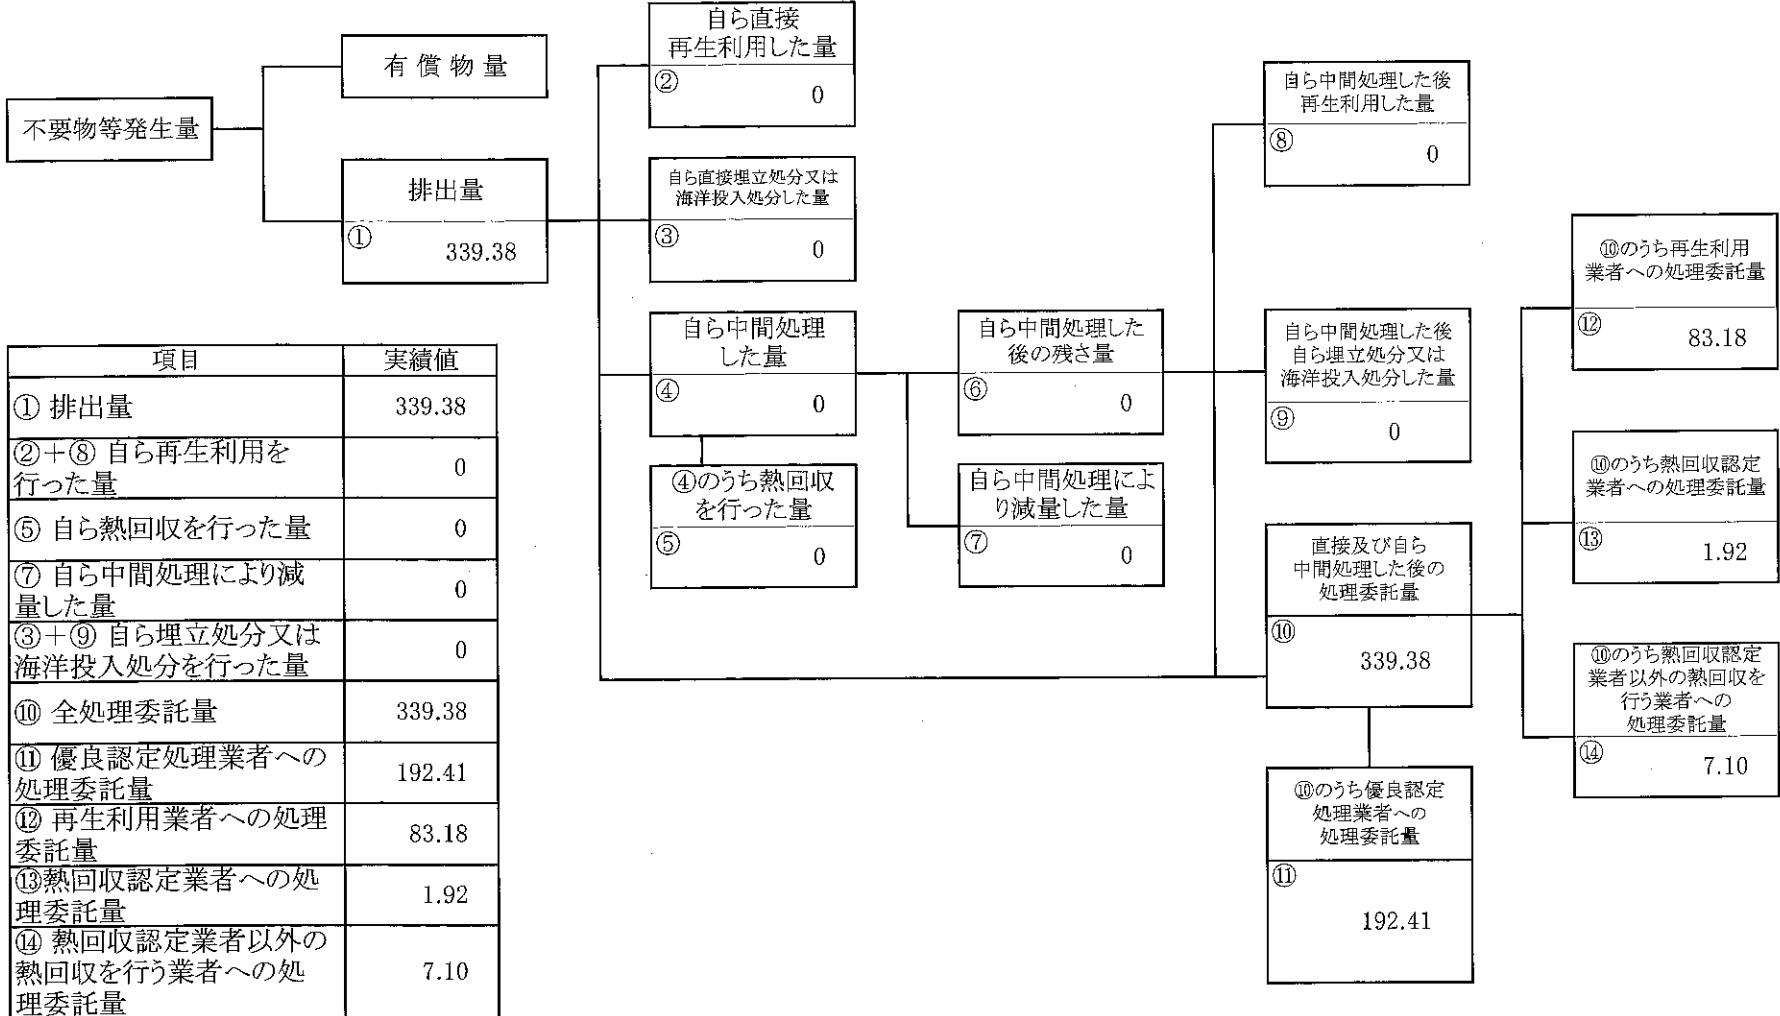 不要物等発生量
有償物量
排出量
①
339.38
自ら直接
再生利用した量
②
0
自ら直接埋立処分又は
海洋投入処分した量
③
0
自ら中間処理
した量
④
0
④のうち熱回収
を行った量
⑤
0
自ら中間処理した
後の残さ量
⑥
0
自ら中間処理によ
り減量した量
⑦
0
自ら中間処理した後
再生利用した量
⑧
0
自ら中間処理した後
自ら埋立処分又は
海洋投入処分した量
⑨
0
直接及び自ら
中間処理した後の
処理委託量
⑩
339.38
⑩のうち優良認定
処理業者への
処理委託量
⑪
192.41
⑩のうち再生利用
業者への処理委託量
⑫
83.18
⑩のうち熱回収認定
業者への処理委託量
⑬
1.92
⑩のうち熱回収認定
業者以外の熱回収を
行う業者への
処理委託量
⑭
7.10
項目 実績値
① 排出量 339.38
②+⑧ 自ら再生利用を
行った量 0
⑤ 自ら熱回収を行った量 0
⑦ 自ら中間処理により減
量した量 0
③+⑨ 自ら埋立処分又は
海洋投入処分を行った量 0
⑩ 全処理委託量 339.38
⑪ 優良認定処理業者への
処理委託量 192.41
⑫ 再生利用業者への処理
委託量 83.18
⑬熱回収認定業者への処
理委託量 1.92
⑭ 熱回収認定業者以外の
熱回収を行う業者への処
理委託量 7.10